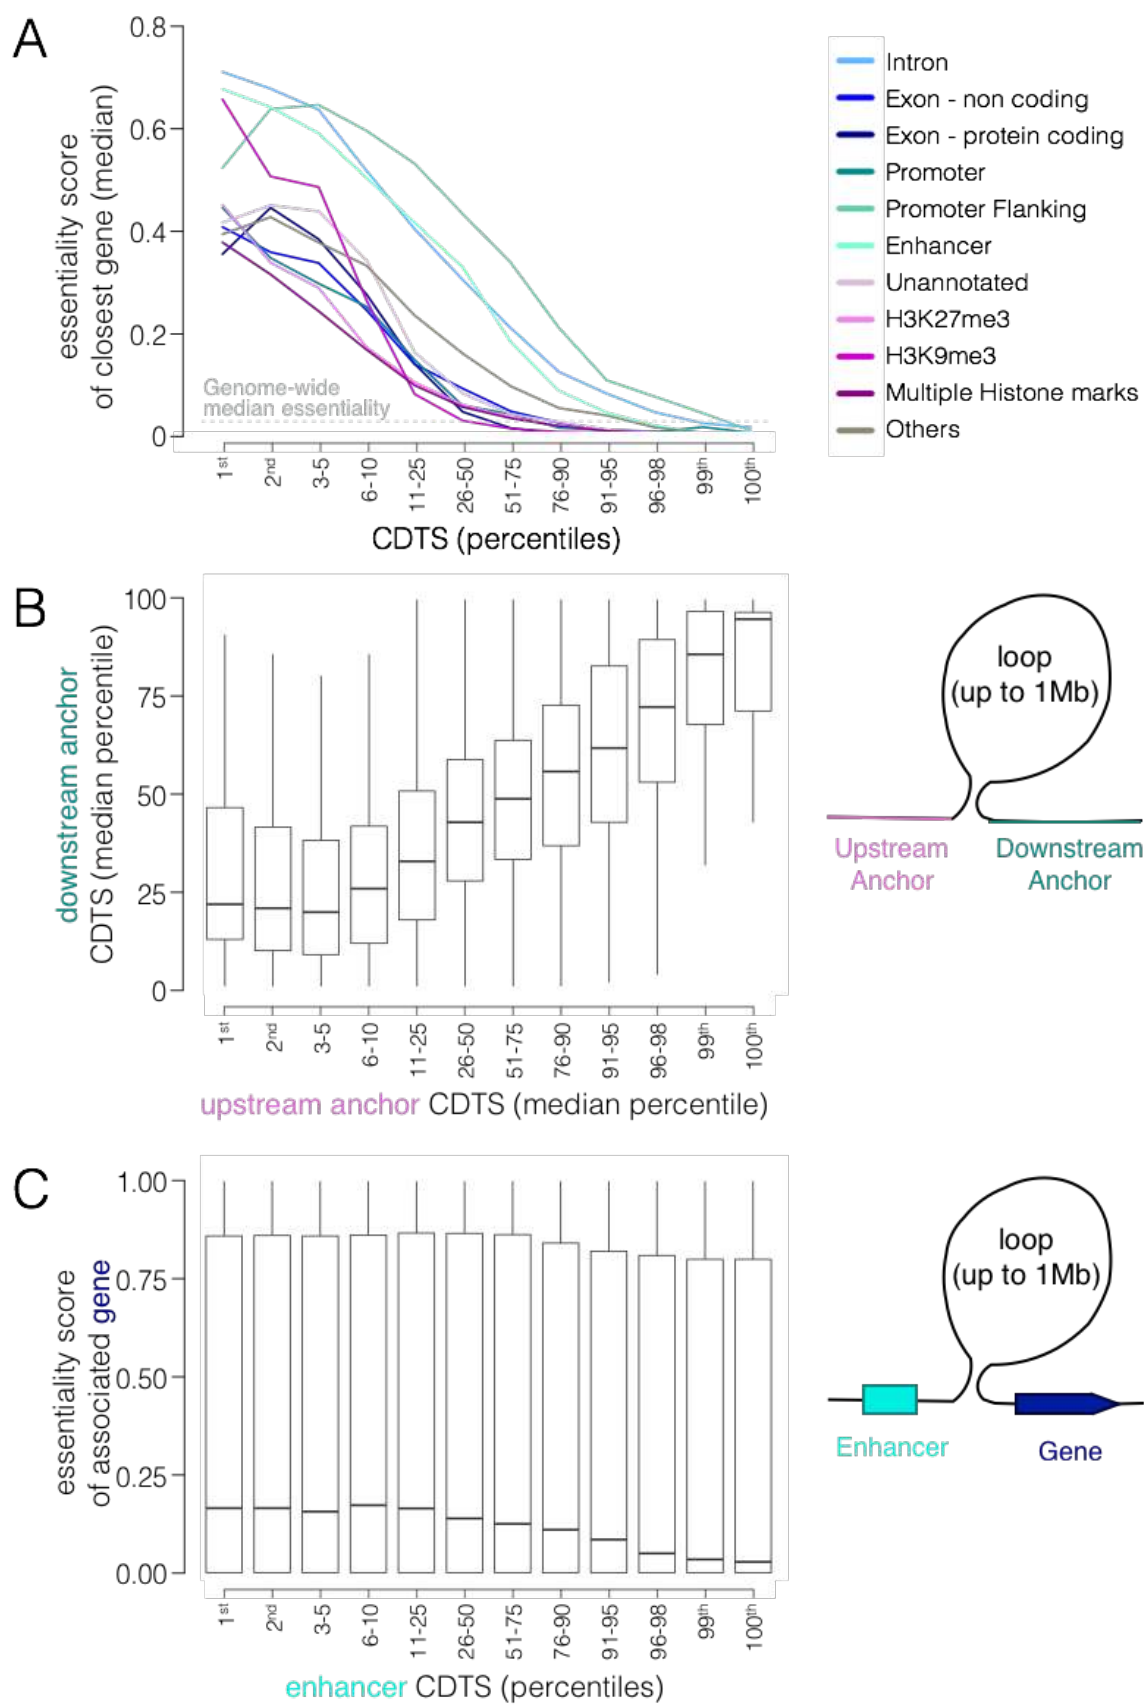 A
essentiality score
of closest gene (median)
0.8
0.6
0.4
0.2
0
Genome-wide
median essentiality
1st
2nd
3-5
6-10
11-25
26-50
51-75
76-90
91-95
96-98
99th
100th
CDTS (percentiles)
Intron
Exon - non coding
Exon - protein coding
Promoter
Promoter Flanking
Enhancer
Unannotated
H3K27me3
H3K9me3
Multiple Histone marks
Others
B
downstream anchor
CDTS (median percentile)
100
75
50
25
0
1st
2nd
3-5
6-10
11-25
26-50
51-75
76-90
91-95
96-98
99th
100th
upstream anchor CDTS (median percentile)
loop
(up to 1Mb)
Upstream
Anchor
Downstream
Anchor
C
essentiality score
of associated gene
1.00
0.75
0.50
0.25
0.00
1st
2nd
3-5
6-10
11-25
26-50
51-75
76-90
91-95
96-98
99th
100th
enhancer CDTS (percentiles)
loop
(up to 1Mb)
Enhancer
Gene